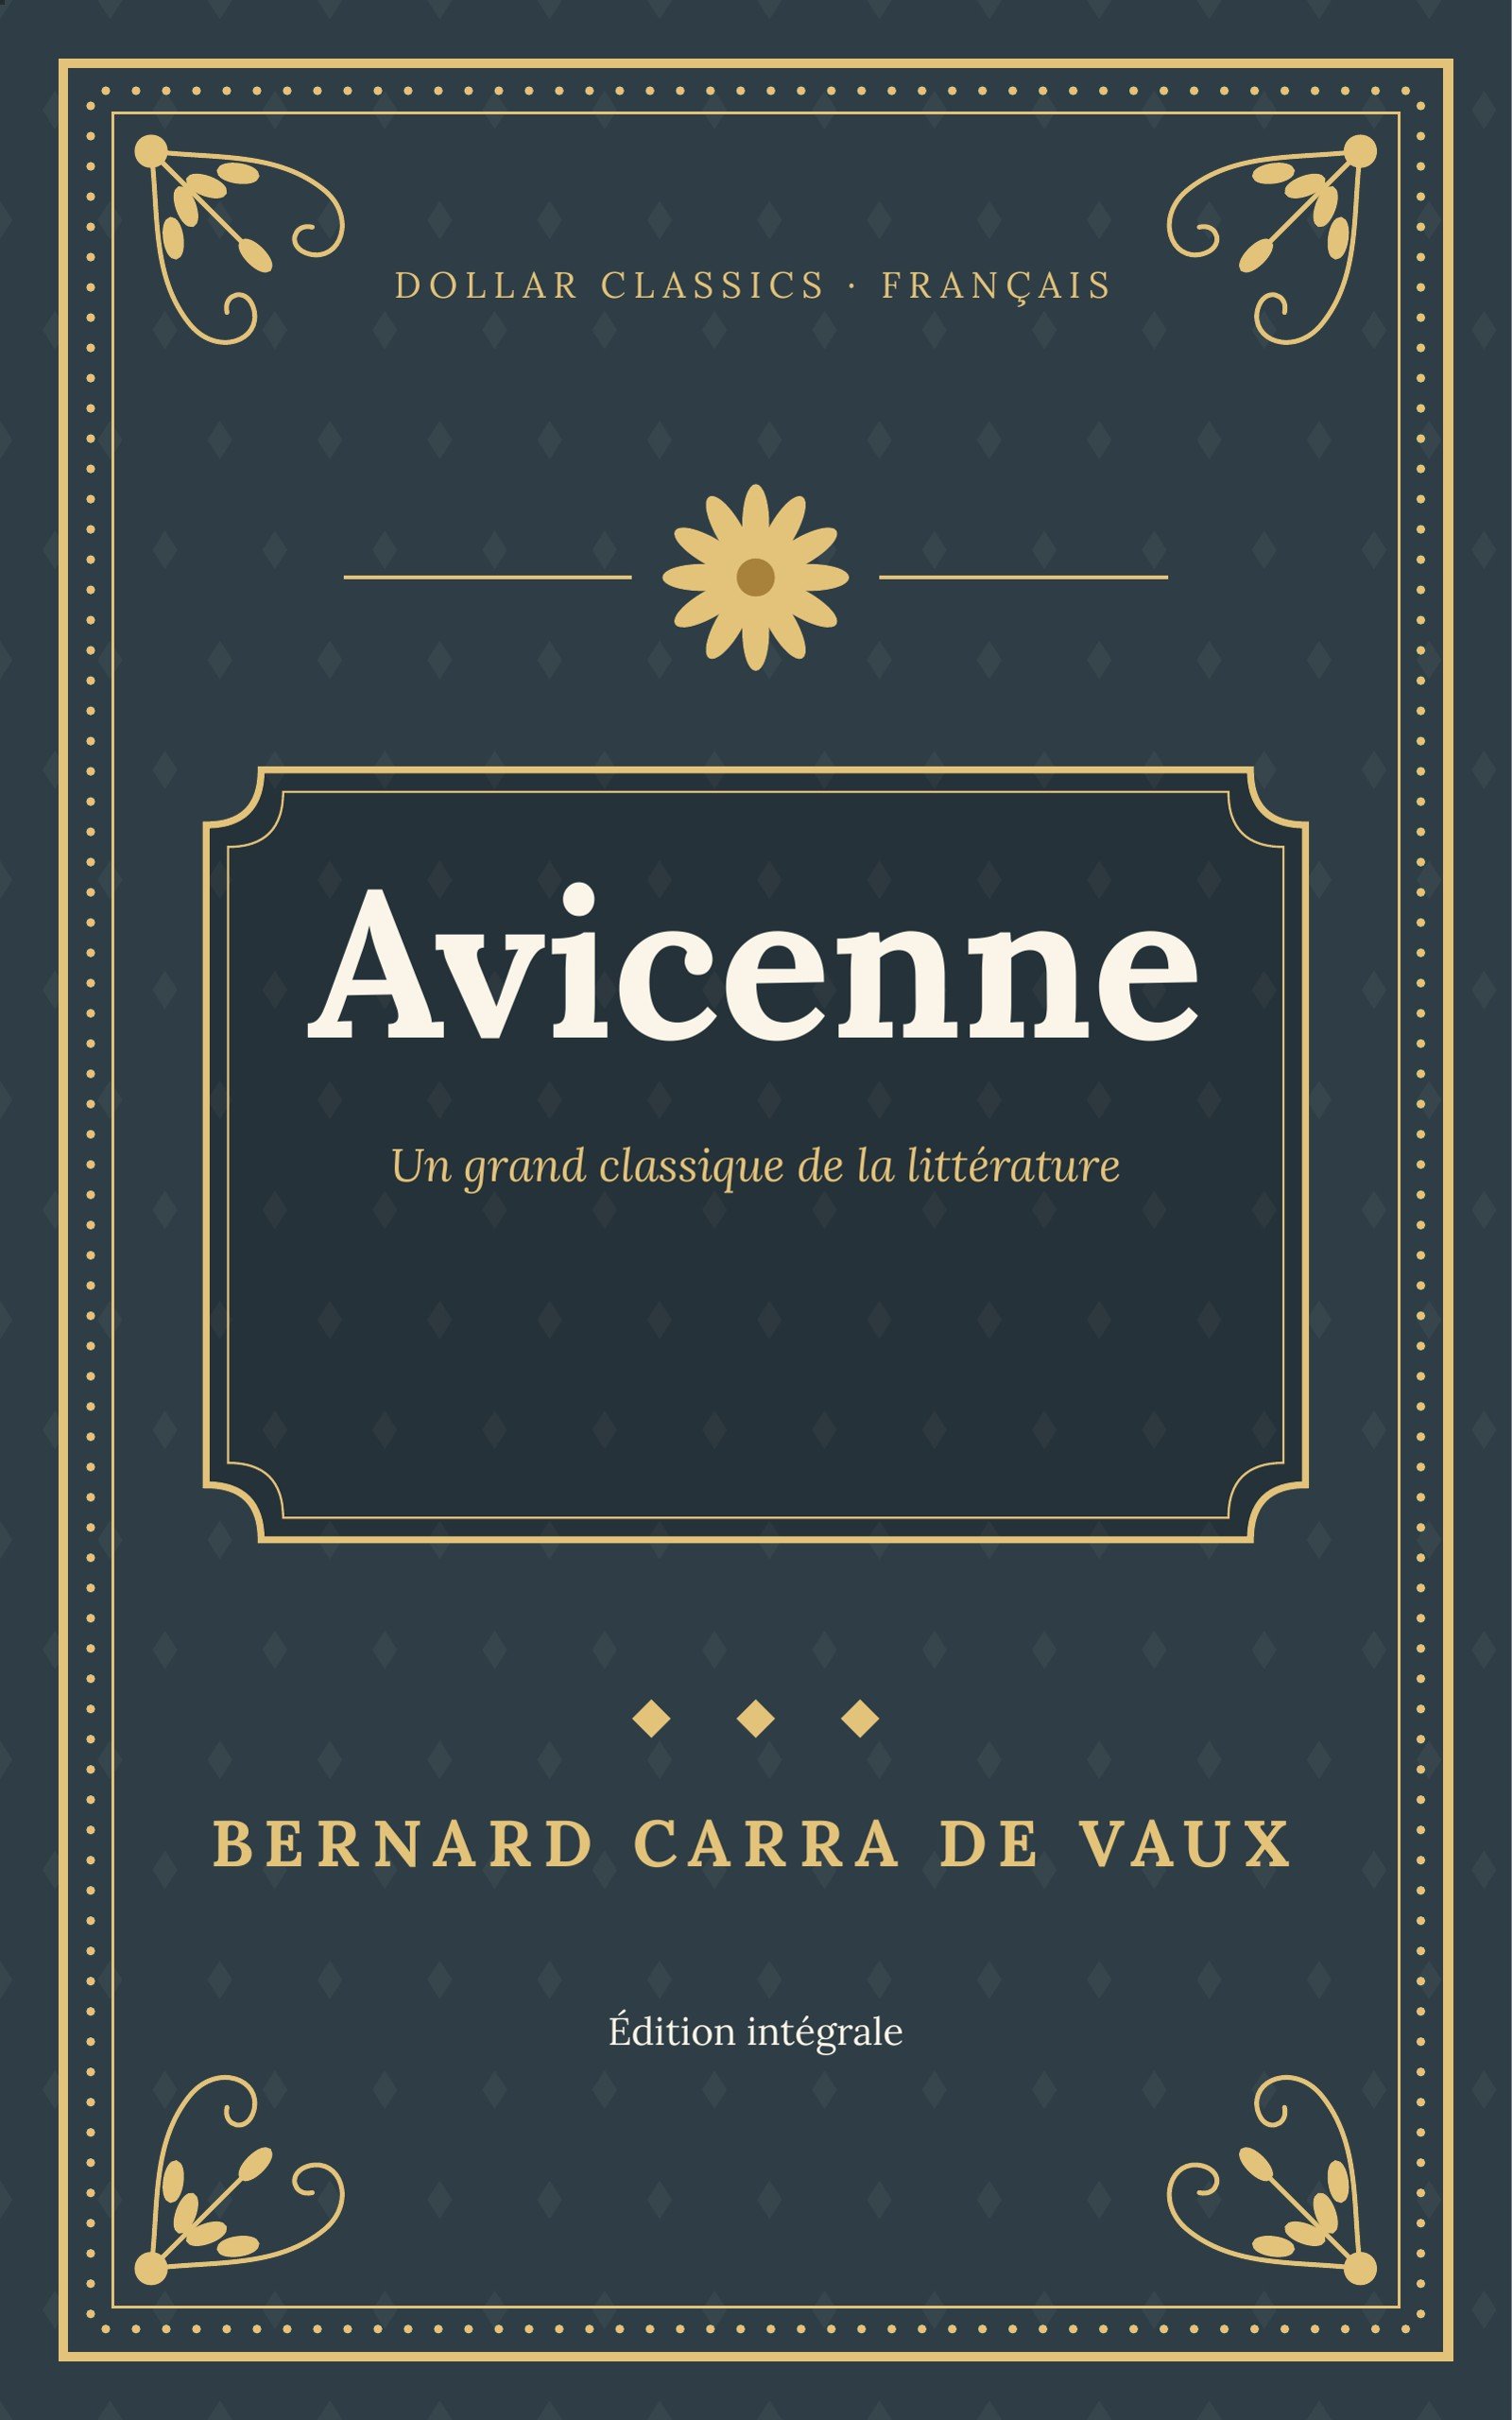 DOLLAR CLASSICS · FRANÇAIS
Avicenne
Un grand classique de la littérature
BERNARD CARRA DE VAUX
Édition intégrale